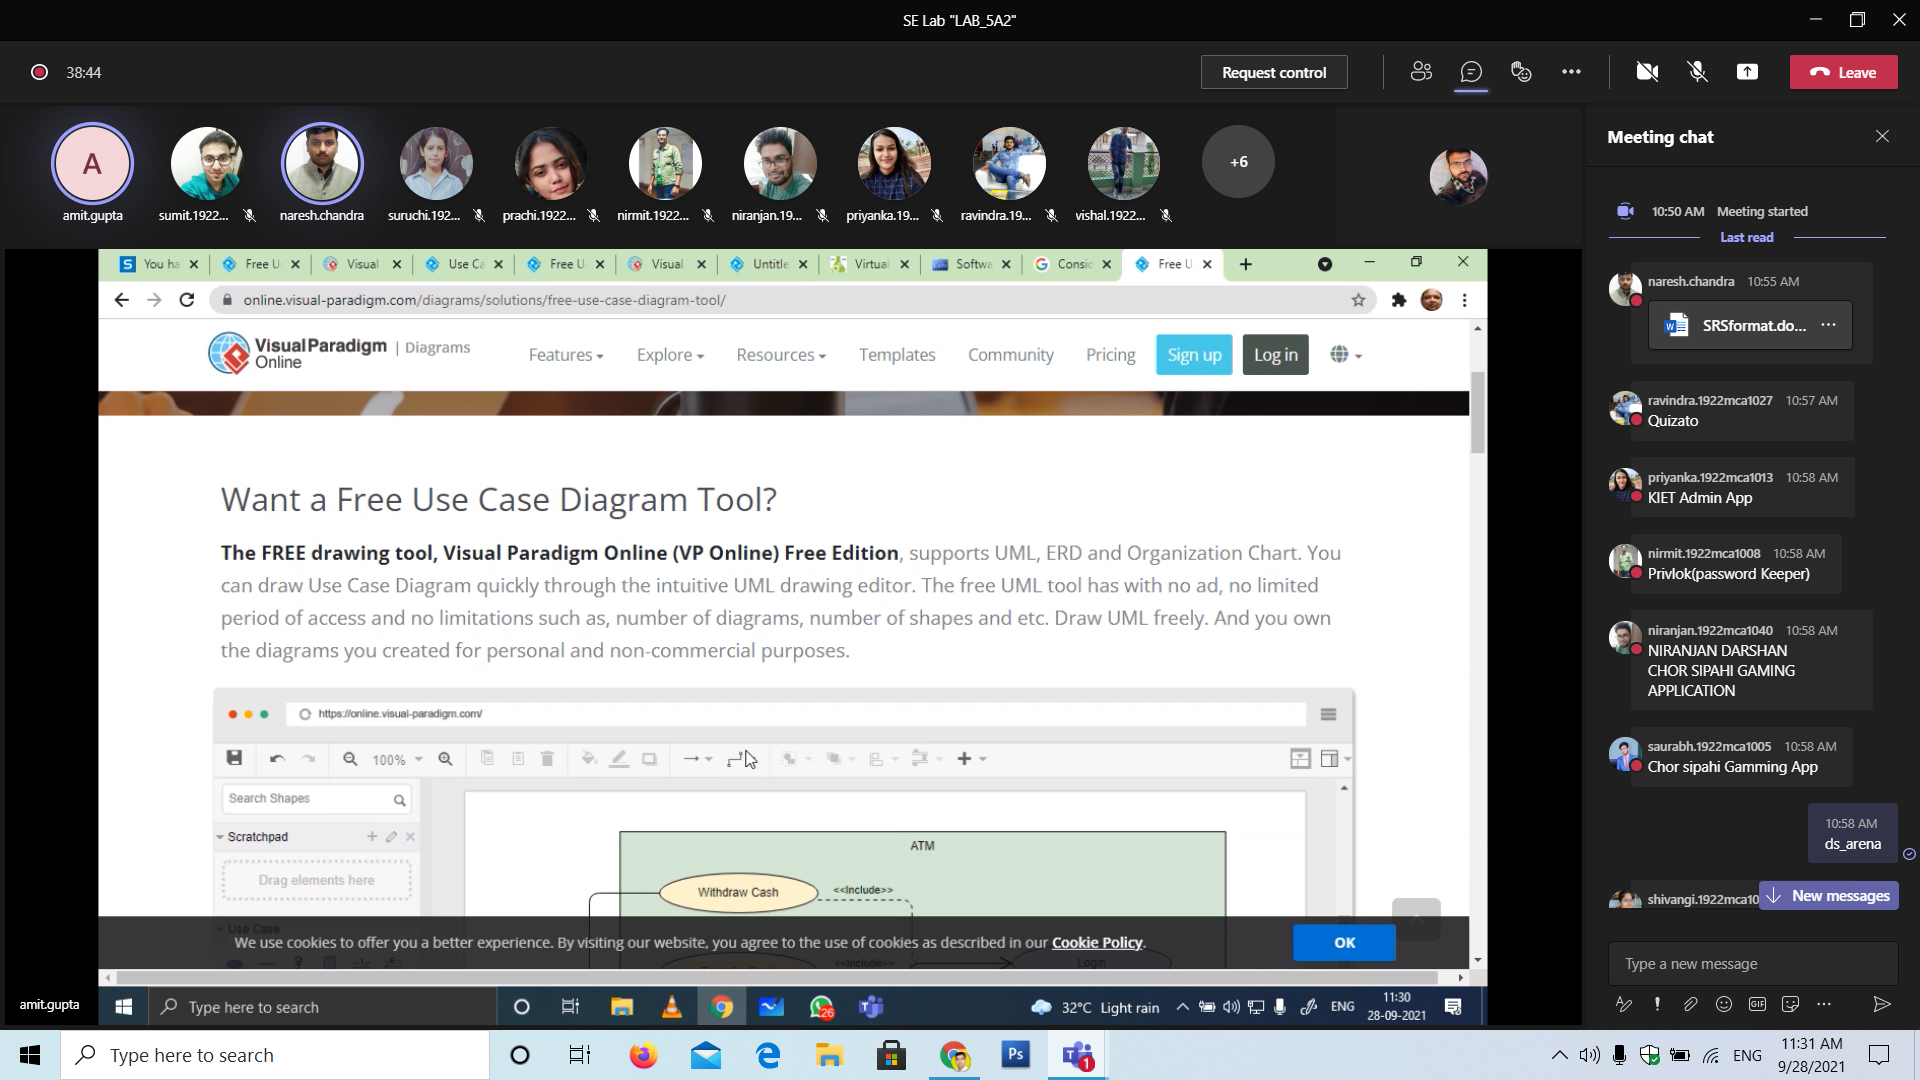 SE Lab "LAB_5A2"
38:44
Request control
Leave
A
+6
amit.gupta
sumit.1922...
naresh.chandra
suruchi.192...
prachi.1922...
nirmit.1922...
niranjan.19...
priyanka.19...
ravindra.19...
vishal.1922...
You ha
Free U
Visual
Use Ca
Free U
Visual
Untitle
Virtual
Softwa
Consid
Free U
online.visual-paradigm.com/diagrams/solutions/free-use-case-diagram-tool/
Visual Paradigm Online | Diagrams
Features
Explore
Resources
Templates
Community
Pricing
Sign up
Log in
Want a Free Use Case Diagram Tool?
The FREE drawing tool, Visual Paradigm Online (VP Online) Free Edition, supports UML, ERD and Organization Chart. You
can draw Use Case Diagram quickly through the intuitive UML drawing editor. The free UML tool has with no ad, no limited
period of access and no limitations such as, number of diagrams, number of shapes and etc. Draw UML freely. And you own
the diagrams you created for personal and non-commercial purposes.
https://online.visual-paradigm.com/
100%
Search Shapes
Scratchpad
Drag elements here
Use Case
ATM
Withdraw Cash
<<Include>>
<<Include>>
Login
We use cookies to offer you a better experience. By visiting our website, you agree to the use of cookies as described in our Cookie Policy.
OK
amit.gupta
Type here to search
26
32°C Light rain
ENG
11:30
28-09-2021
Meeting chat
10:50 AM Meeting started
Last read
naresh.chandra 10:55 AM
SRSformat.do...
ravindra.1922mca1027 10:57 AM
Quizato
priyanka.1922mca1013 10:58 AM
KIET Admin App
nirmit.1922mca1008 10:58 AM
Privlok(password Keeper)
niranjan.1922mca1040 10:58 AM
NIRANJAN DARSHAN
CHOR SIPAHI GAMING
APPLICATION
saurabh.1922mca1005 10:58 AM
Chor sipahi Gamming App
10:58 AM
ds_arena
shivangi.1922mca10
New messages
Type a new message
GIF
Type here to search
Ps
1
ENG
11:31 AM
9/28/2021